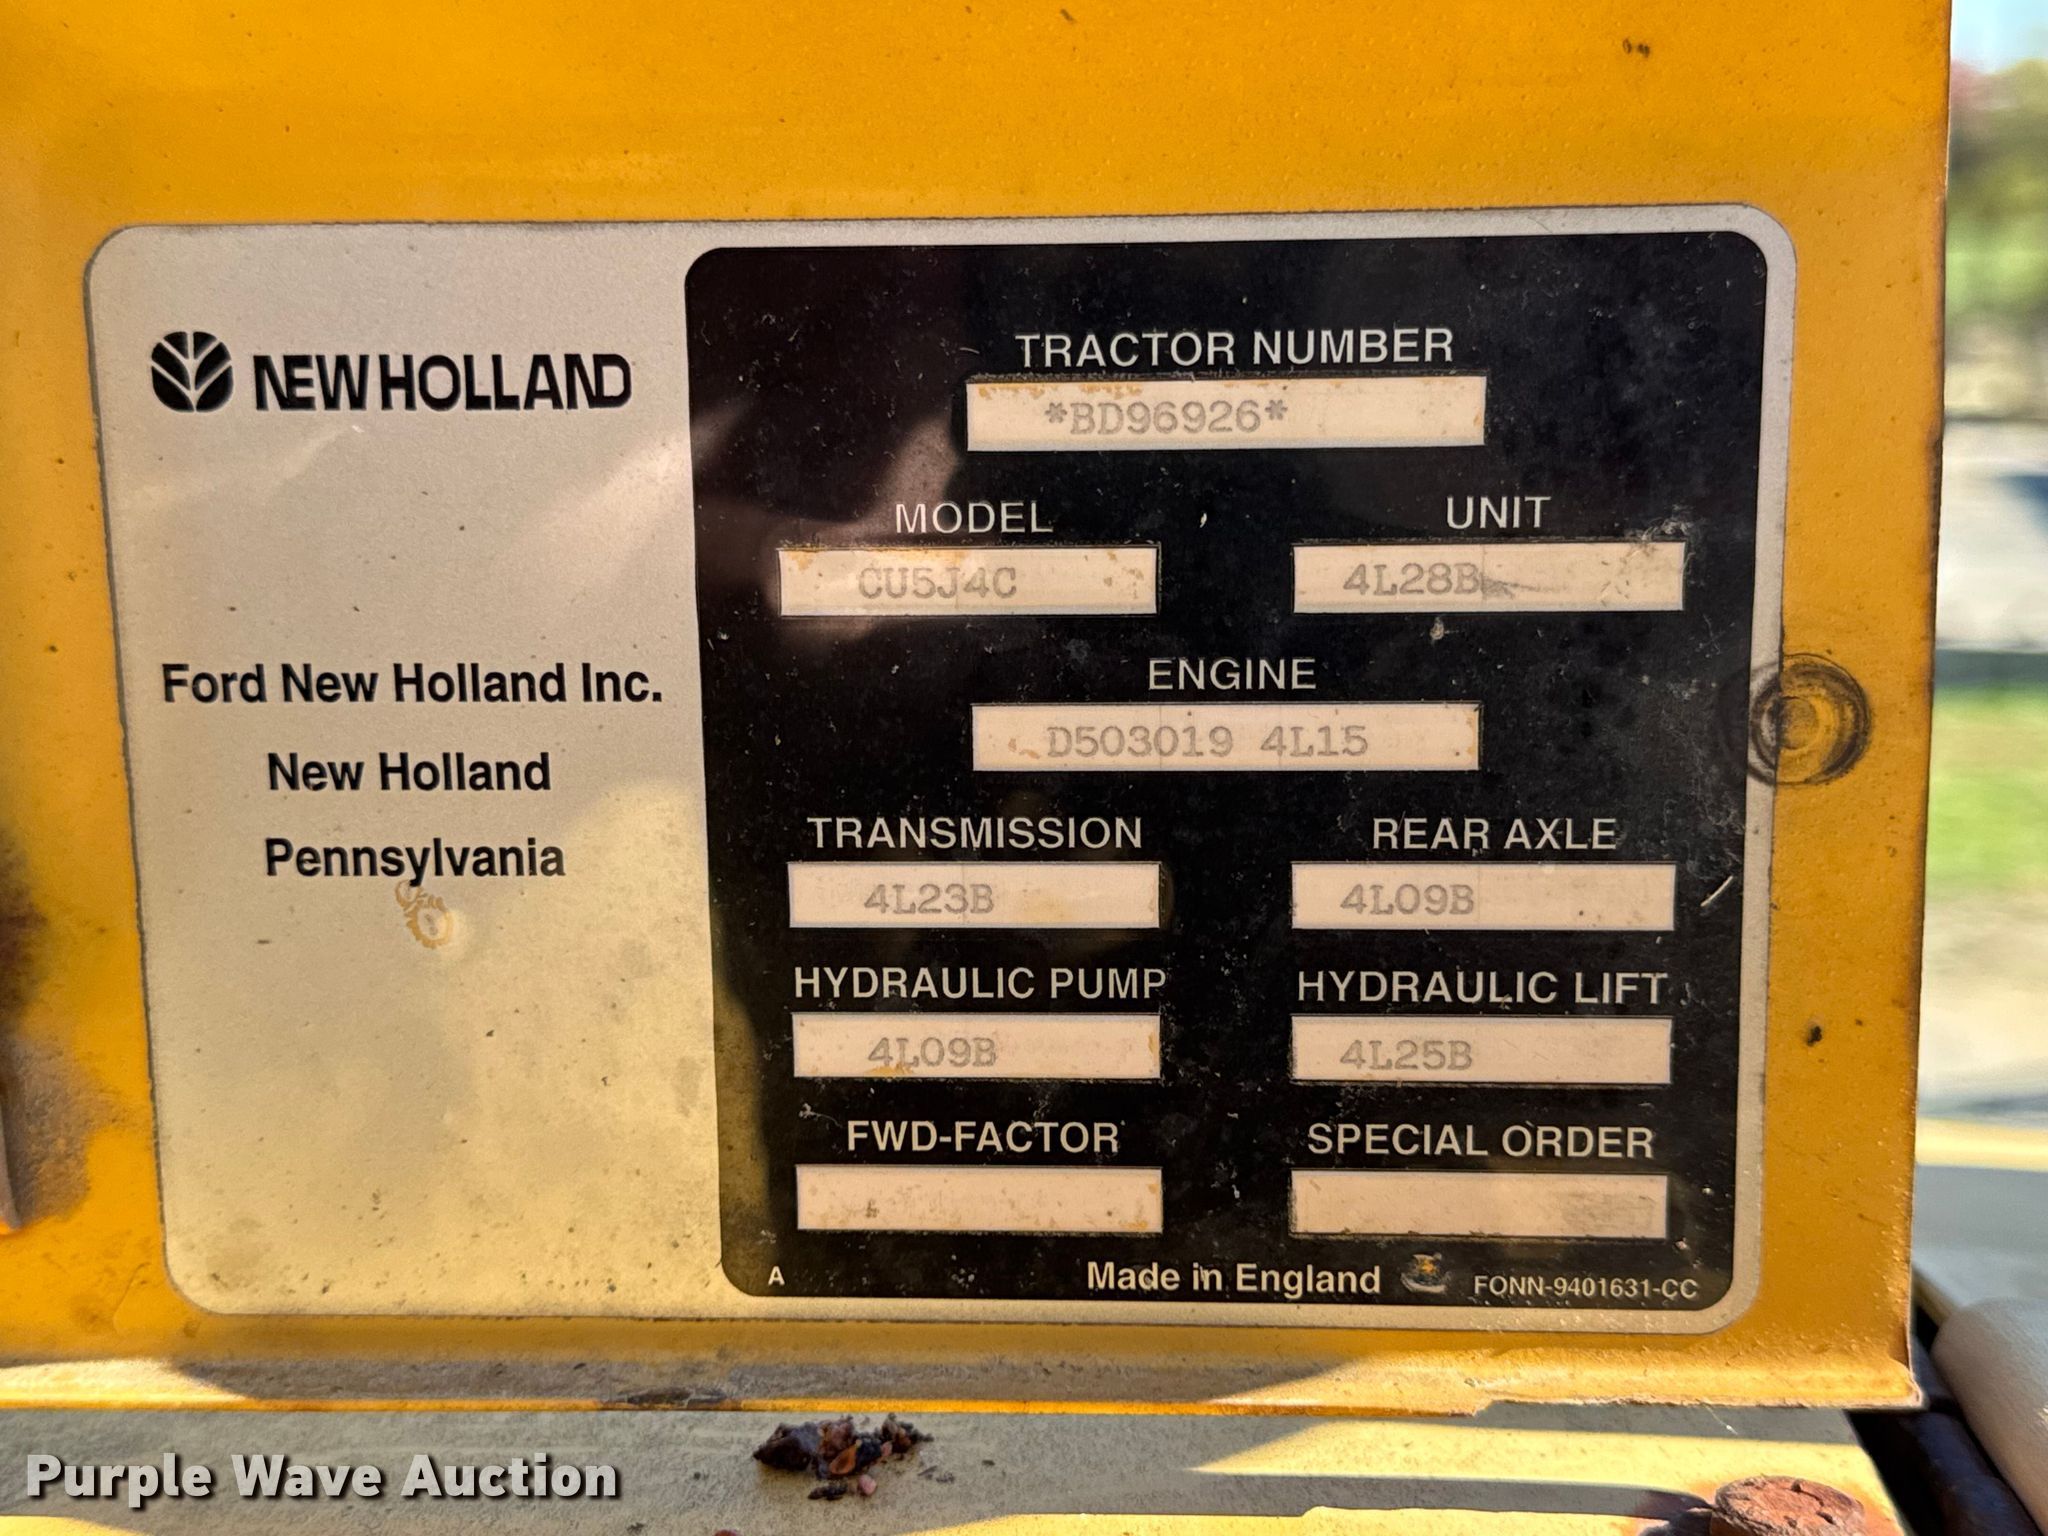 NEW HOLLAND
Ford New Holland Inc.
New Holland
Pennsylvania
TRACTOR NUMBER
*BD96926*
MODEL
CU5J4C
UNIT
4L28B
ENGINE
D503019 4L15
TRANSMISSION
4L23B
REAR AXLE
4L09B
HYDRAULIC PUMP
4L09B
HYDRAULIC LIFT
4L25B
FWD-FACTOR
SPECIAL ORDER
A
Made in England
FONN-9401631-CC
Purple Wave Auction